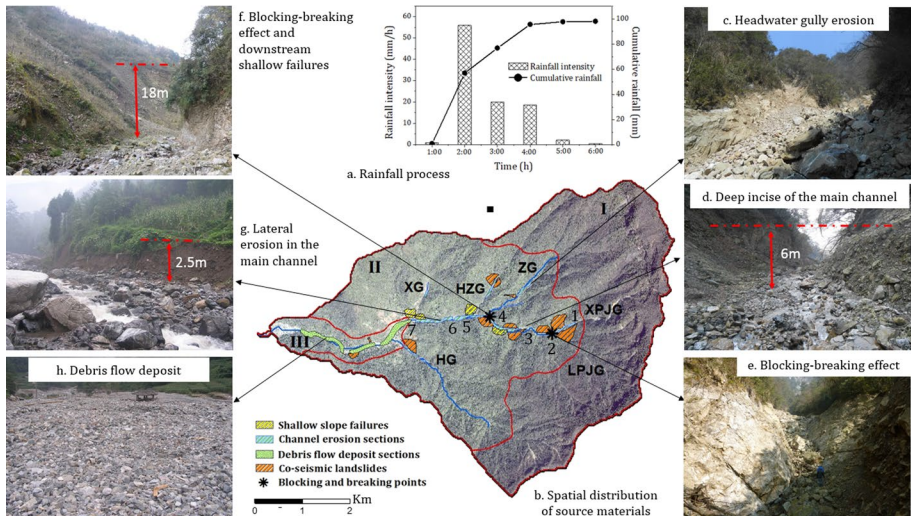 f. Blocking-breaking
effect and
downstream
shallow failures
18m
Rainfall intensity (mm/h)
60
50
40
30
20
10
0
Rainfall intensity
Cumulative rainfall
100
80
60
40
20
0
Cumulative rainfall
(mm)
1:00 2:00 3:00 4:00 5:00 6:00
Time (h)
a. Rainfall process
c. Headwater gully erosion
g. Lateral
erosion in the
main channel
2.5m
d. Deep incise of the main channel
6m
h. Debris flow deposit
e. Blocking-breaking effect
I
II
III
XG
HZG
ZG
XPJG
LPJG
HG
1
2
3
4
5
6
7
Shallow slope failures
Channel erosion sections
Debris flow deposit sections
Co-seismic landslides
Blocking and breaking points
Km
0 1 2
b. Spatial distribution
of source materials